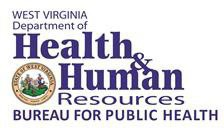 WEST VIRGINIA
Department of
Health
&
Human
Resources
BUREAU FOR PUBLIC HEALTH